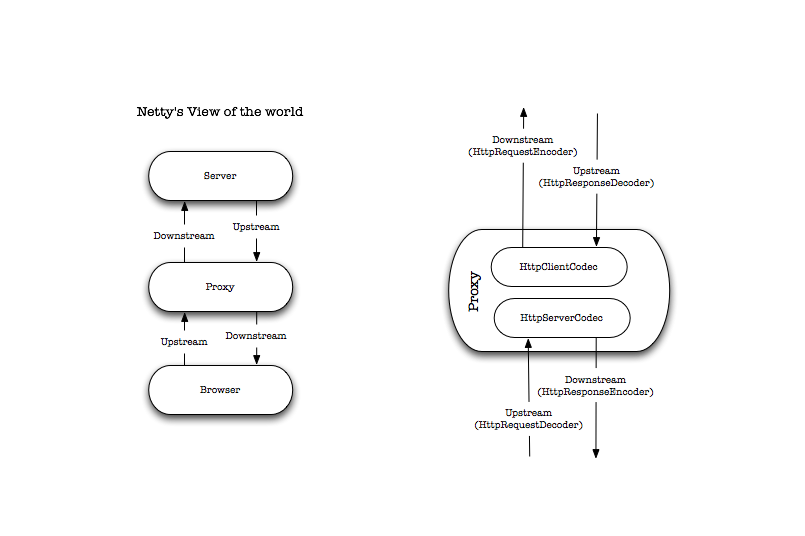 Netty's View of the world
Server
Downstream
Upstream
Proxy
Upstream
Downstream
Browser
Downstream
(HttpRequestEncoder)
Upstream
(HttpResponseDecoder)
Proxy
HttpClientCodec
HttpServerCodec
Downstream
(HttpResponseEncoder)
Upstream
(HttpRequestDecoder)